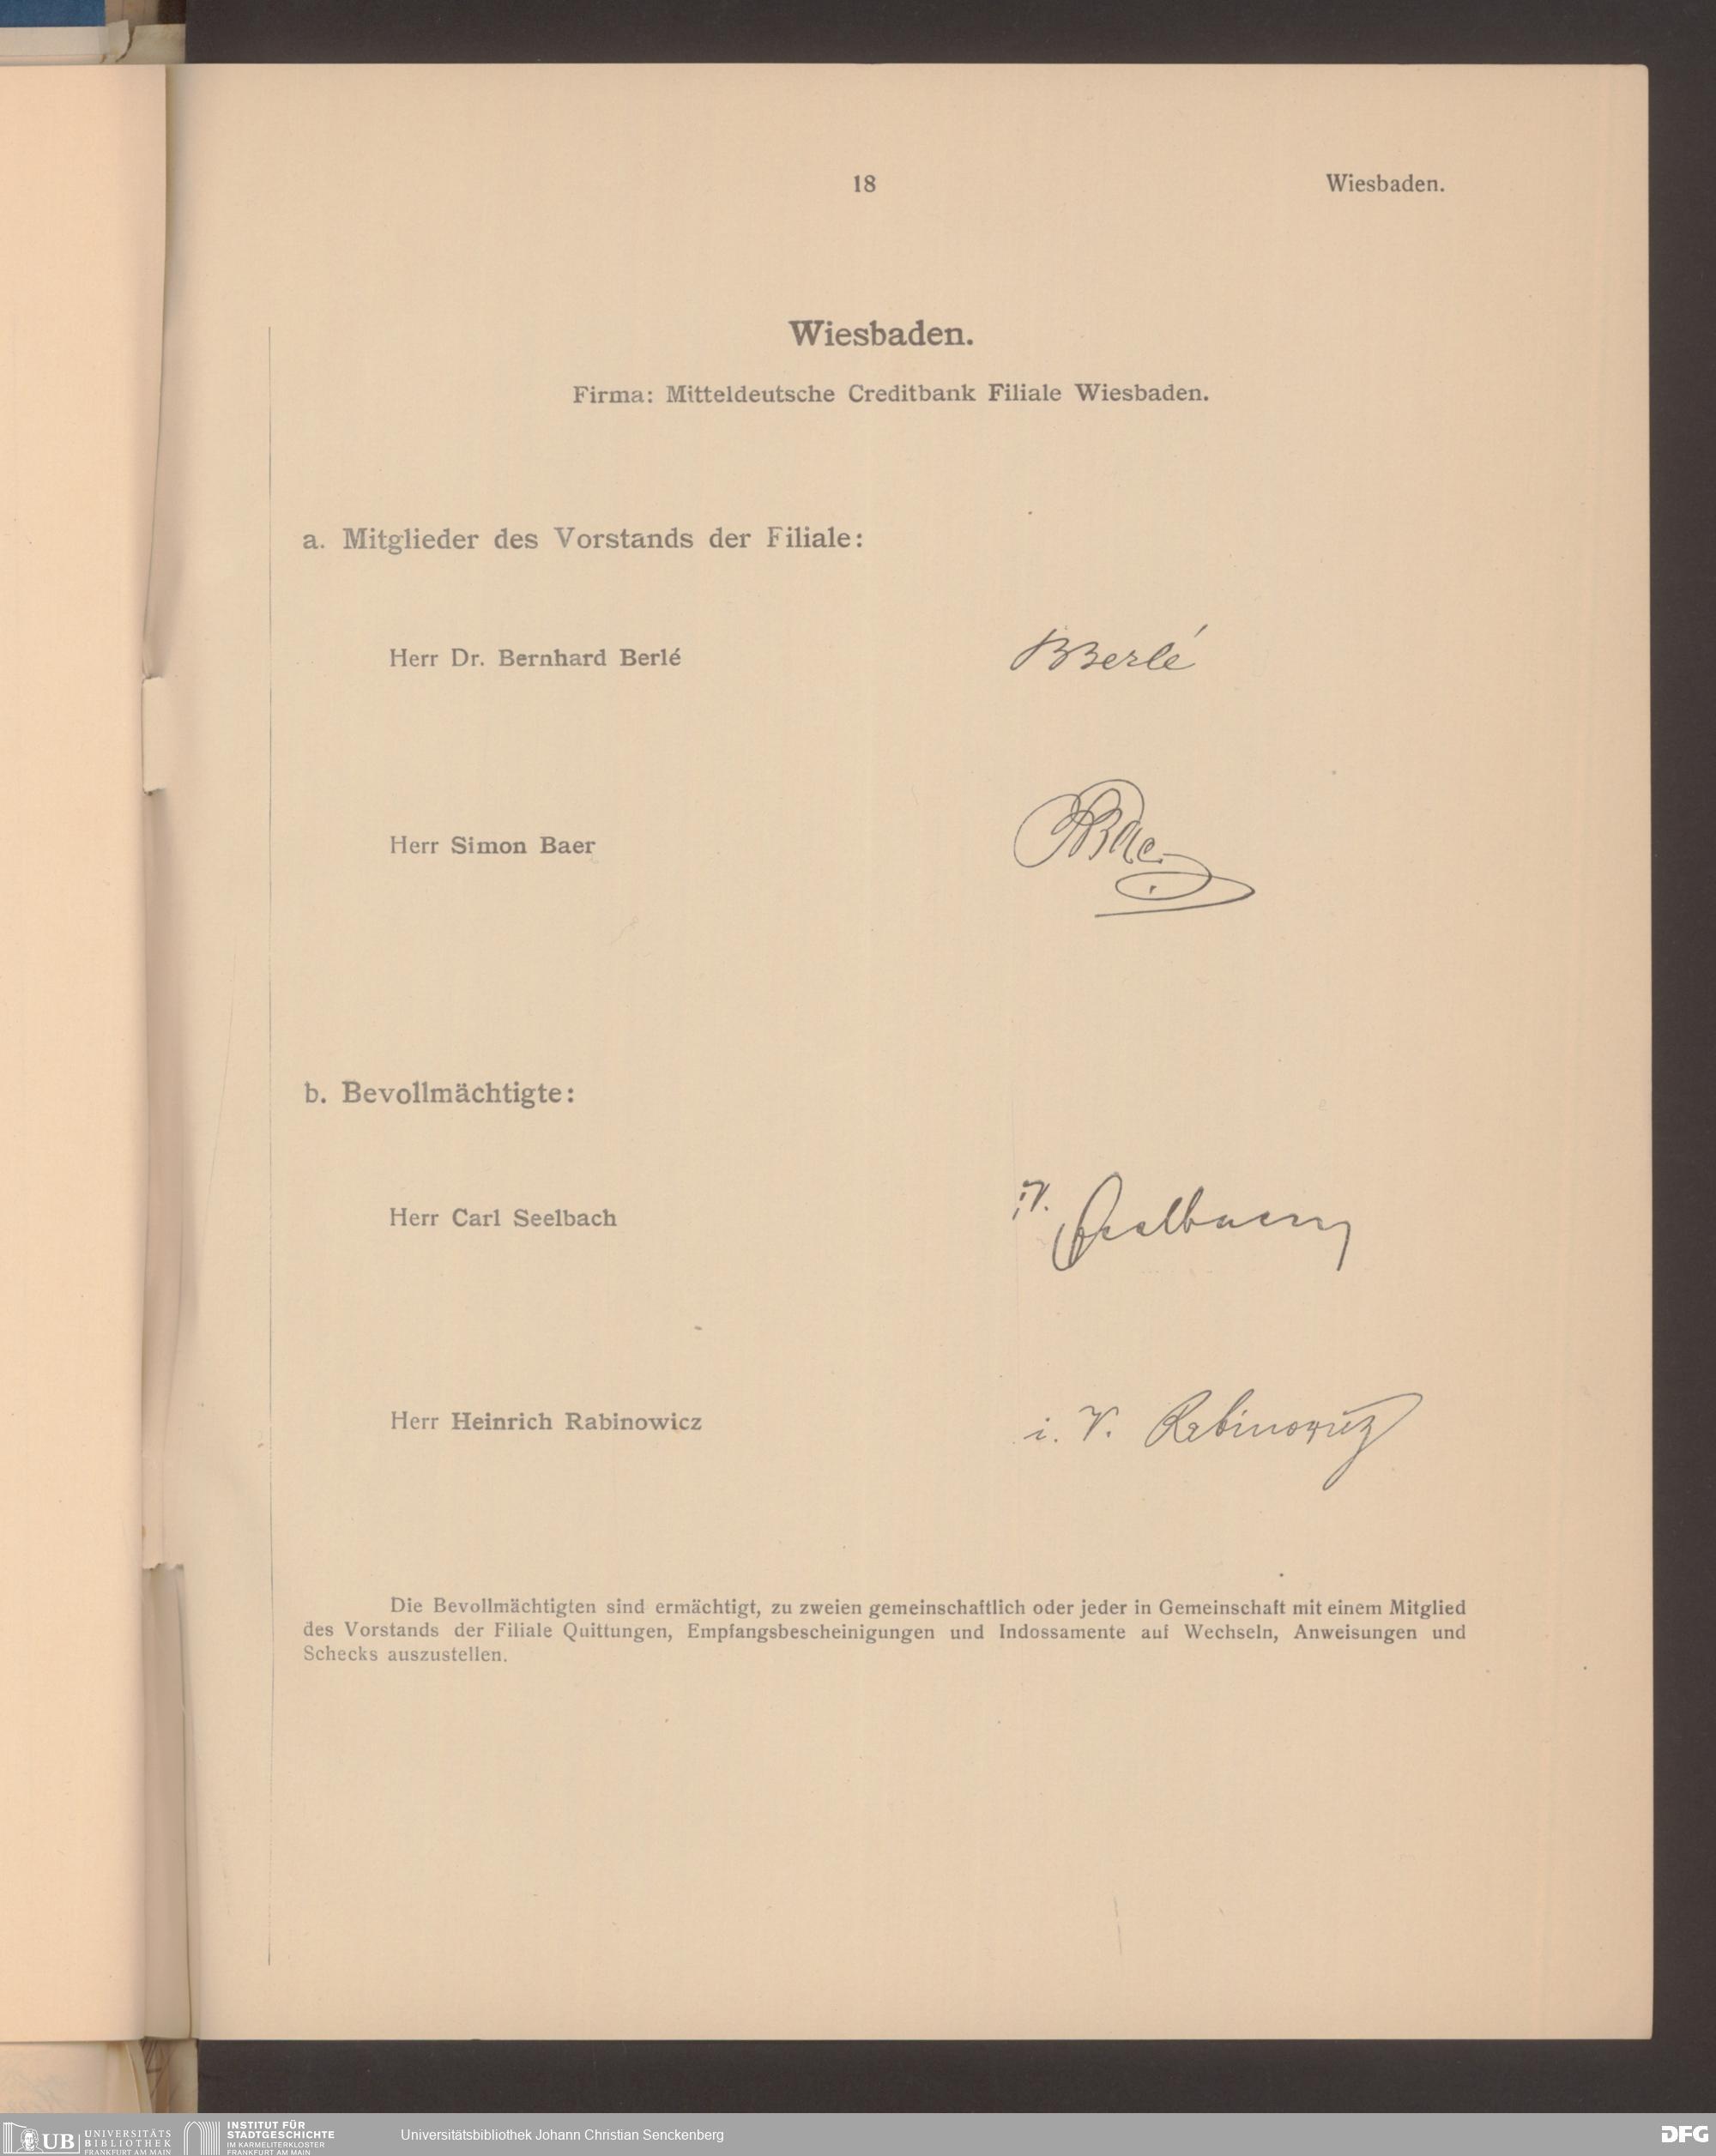 18 Wiesbaden.
Wiesbaden.
Firma: Mitteldeutsche Creditbank Filiale Wiesbaden.
a. Mitglieder des Vorstands der Filiale:
Herr Dr. Bernhard Berlé BBerlé
Herr Simon Baer SBaer
b. Bevollmächtigte:
Herr Carl Seelbach i.V. Seelbach
Herr Heinrich Rabinowicz i. V. Rabinowicz
Die Bevollmächtigten sind ermächtigt, zu zweien gemeinschaftlich oder jeder in Gemeinschaft mit einem Mitglied
des Vorstands der Filiale Quittungen, Empfangsbescheinigungen und Indossamente auf Wechseln, Anweisungen und
Schecks auszustellen.
UB UNIVERSITÄTS
BIBLIOTHEK
FRANKFURT AM MAIN
INSTITUT FÜR
STADTGESCHICHTE
IM KARMELITERKLOSTER
FRANKFURT AM MAIN
Universitätsbibliothek Johann Christian Senckenberg
DFG